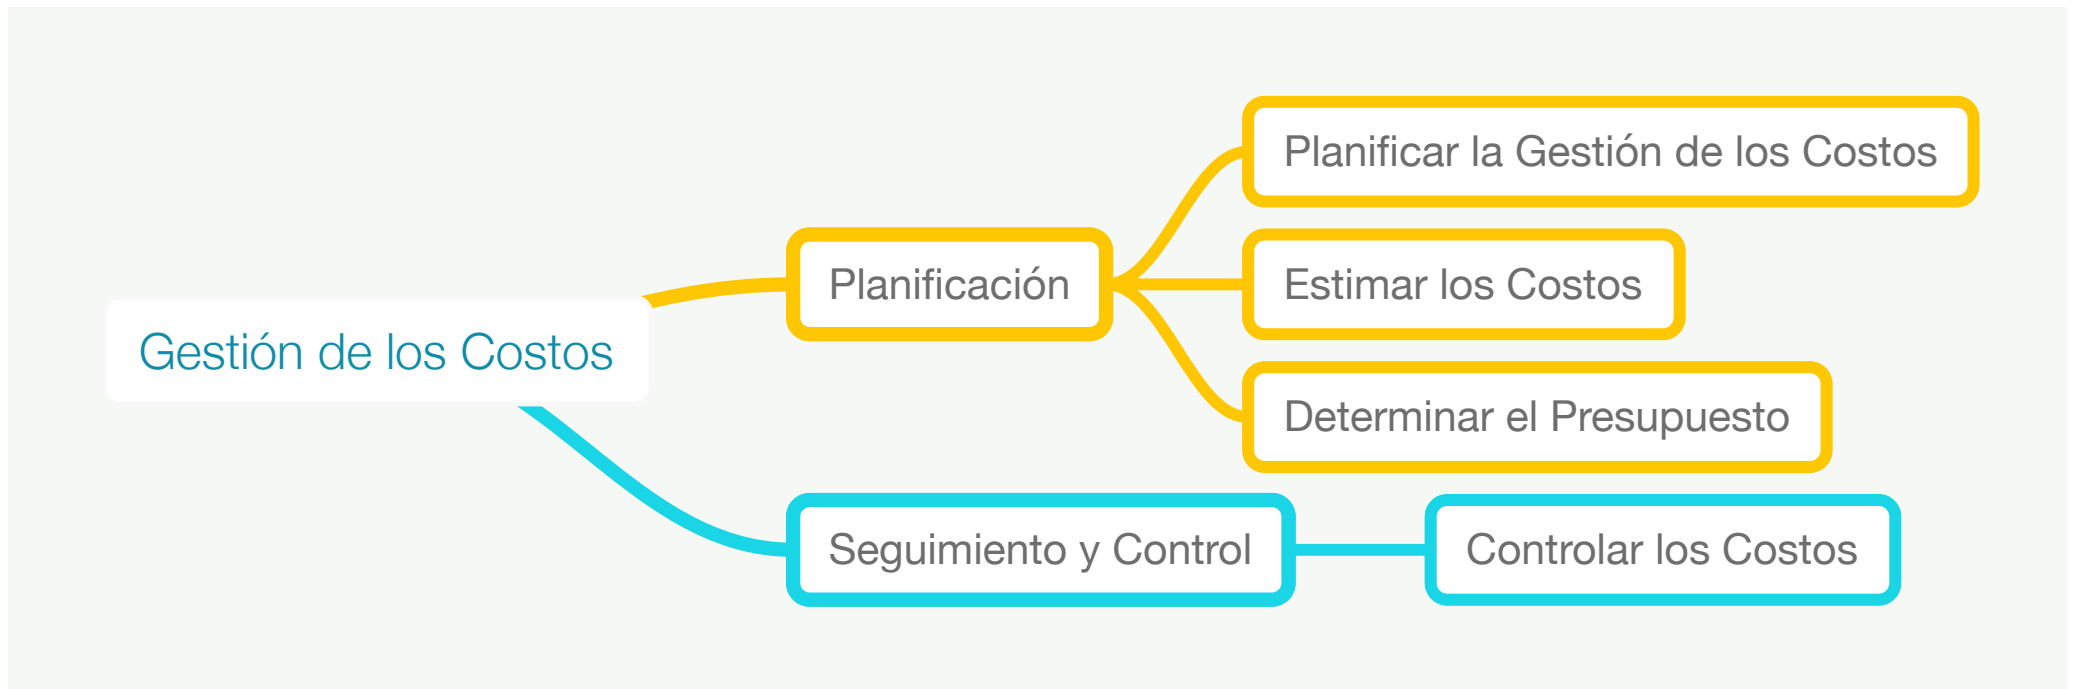 Gestión de los Costos
Planificación
Planificar la Gestión de los Costos
Estimar los Costos
Determinar el Presupuesto
Seguimiento y Control
Controlar los Costos